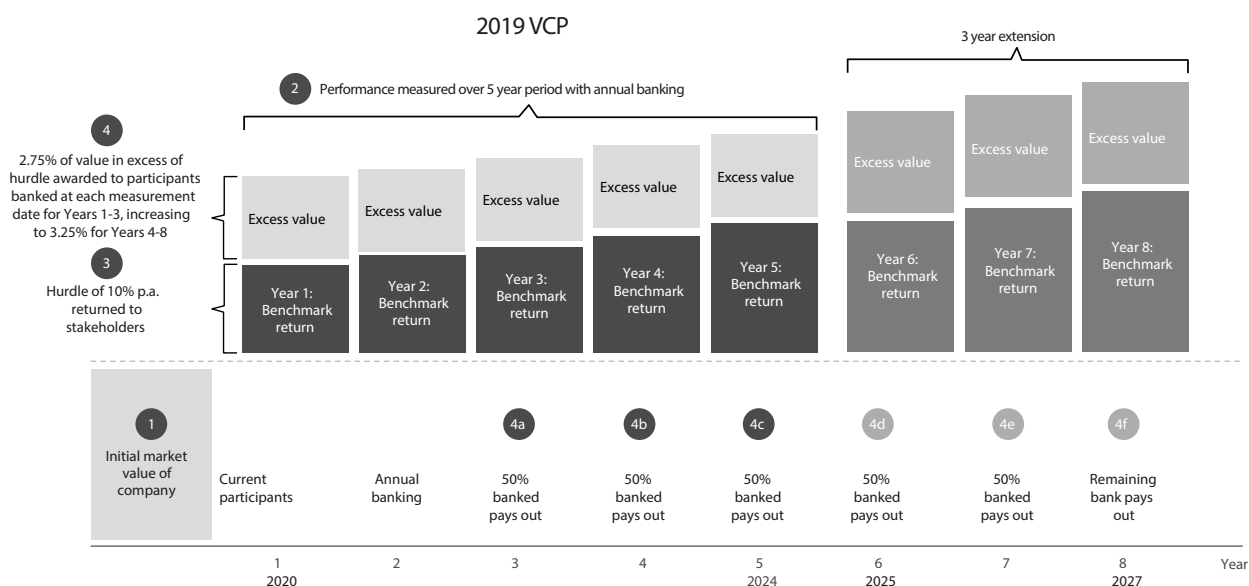 2019 VCP
3 year extension
2
Performance measured over 5 year period with annual banking
4
2.75% of value in excess of
hurdle awarded to participants
banked at each measurement
date for Years 1-3, increasing
to 3.25% for Years 4-8
3
Hurdle of 10% p.a.
returned to
stakeholders
Excess value
Excess value
Excess value
Excess value
Excess value
Excess value
Excess value
Excess value
Year 1:
Benchmark
return
Year 2:
Benchmark
return
Year 3:
Benchmark
return
Year 4:
Benchmark
return
Year 5:
Benchmark
return
Year 6:
Benchmark
return
Year 7:
Benchmark
return
Year 8:
Benchmark
return
1
Initial market
value of
company
Current
participants
Annual
banking
4a
50%
banked
pays out
4b
50%
banked
pays out
4c
50%
banked
pays out
4d
50%
banked
pays out
4e
50%
banked
pays out
4f
Remaining
bank pays
out
1 2 3 4 5 6 7 8 Year
2020 2024 2025 2027